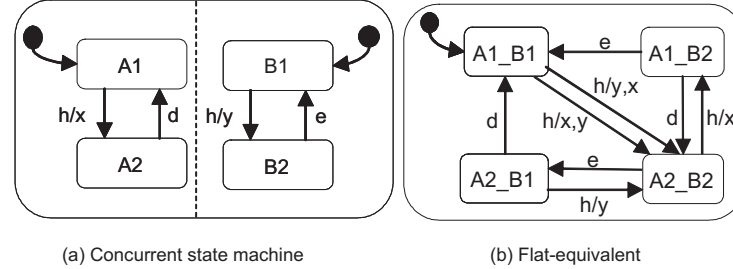 A1
B1
h/x
d
h/y
e
A2
B2
(a) Concurrent state machine
A1_B1
e
A1_B2
h/y,x
d
h/x,y
d
h/x
A2_B1
e
A2_B2
h/y
(b) Flat-equivalent